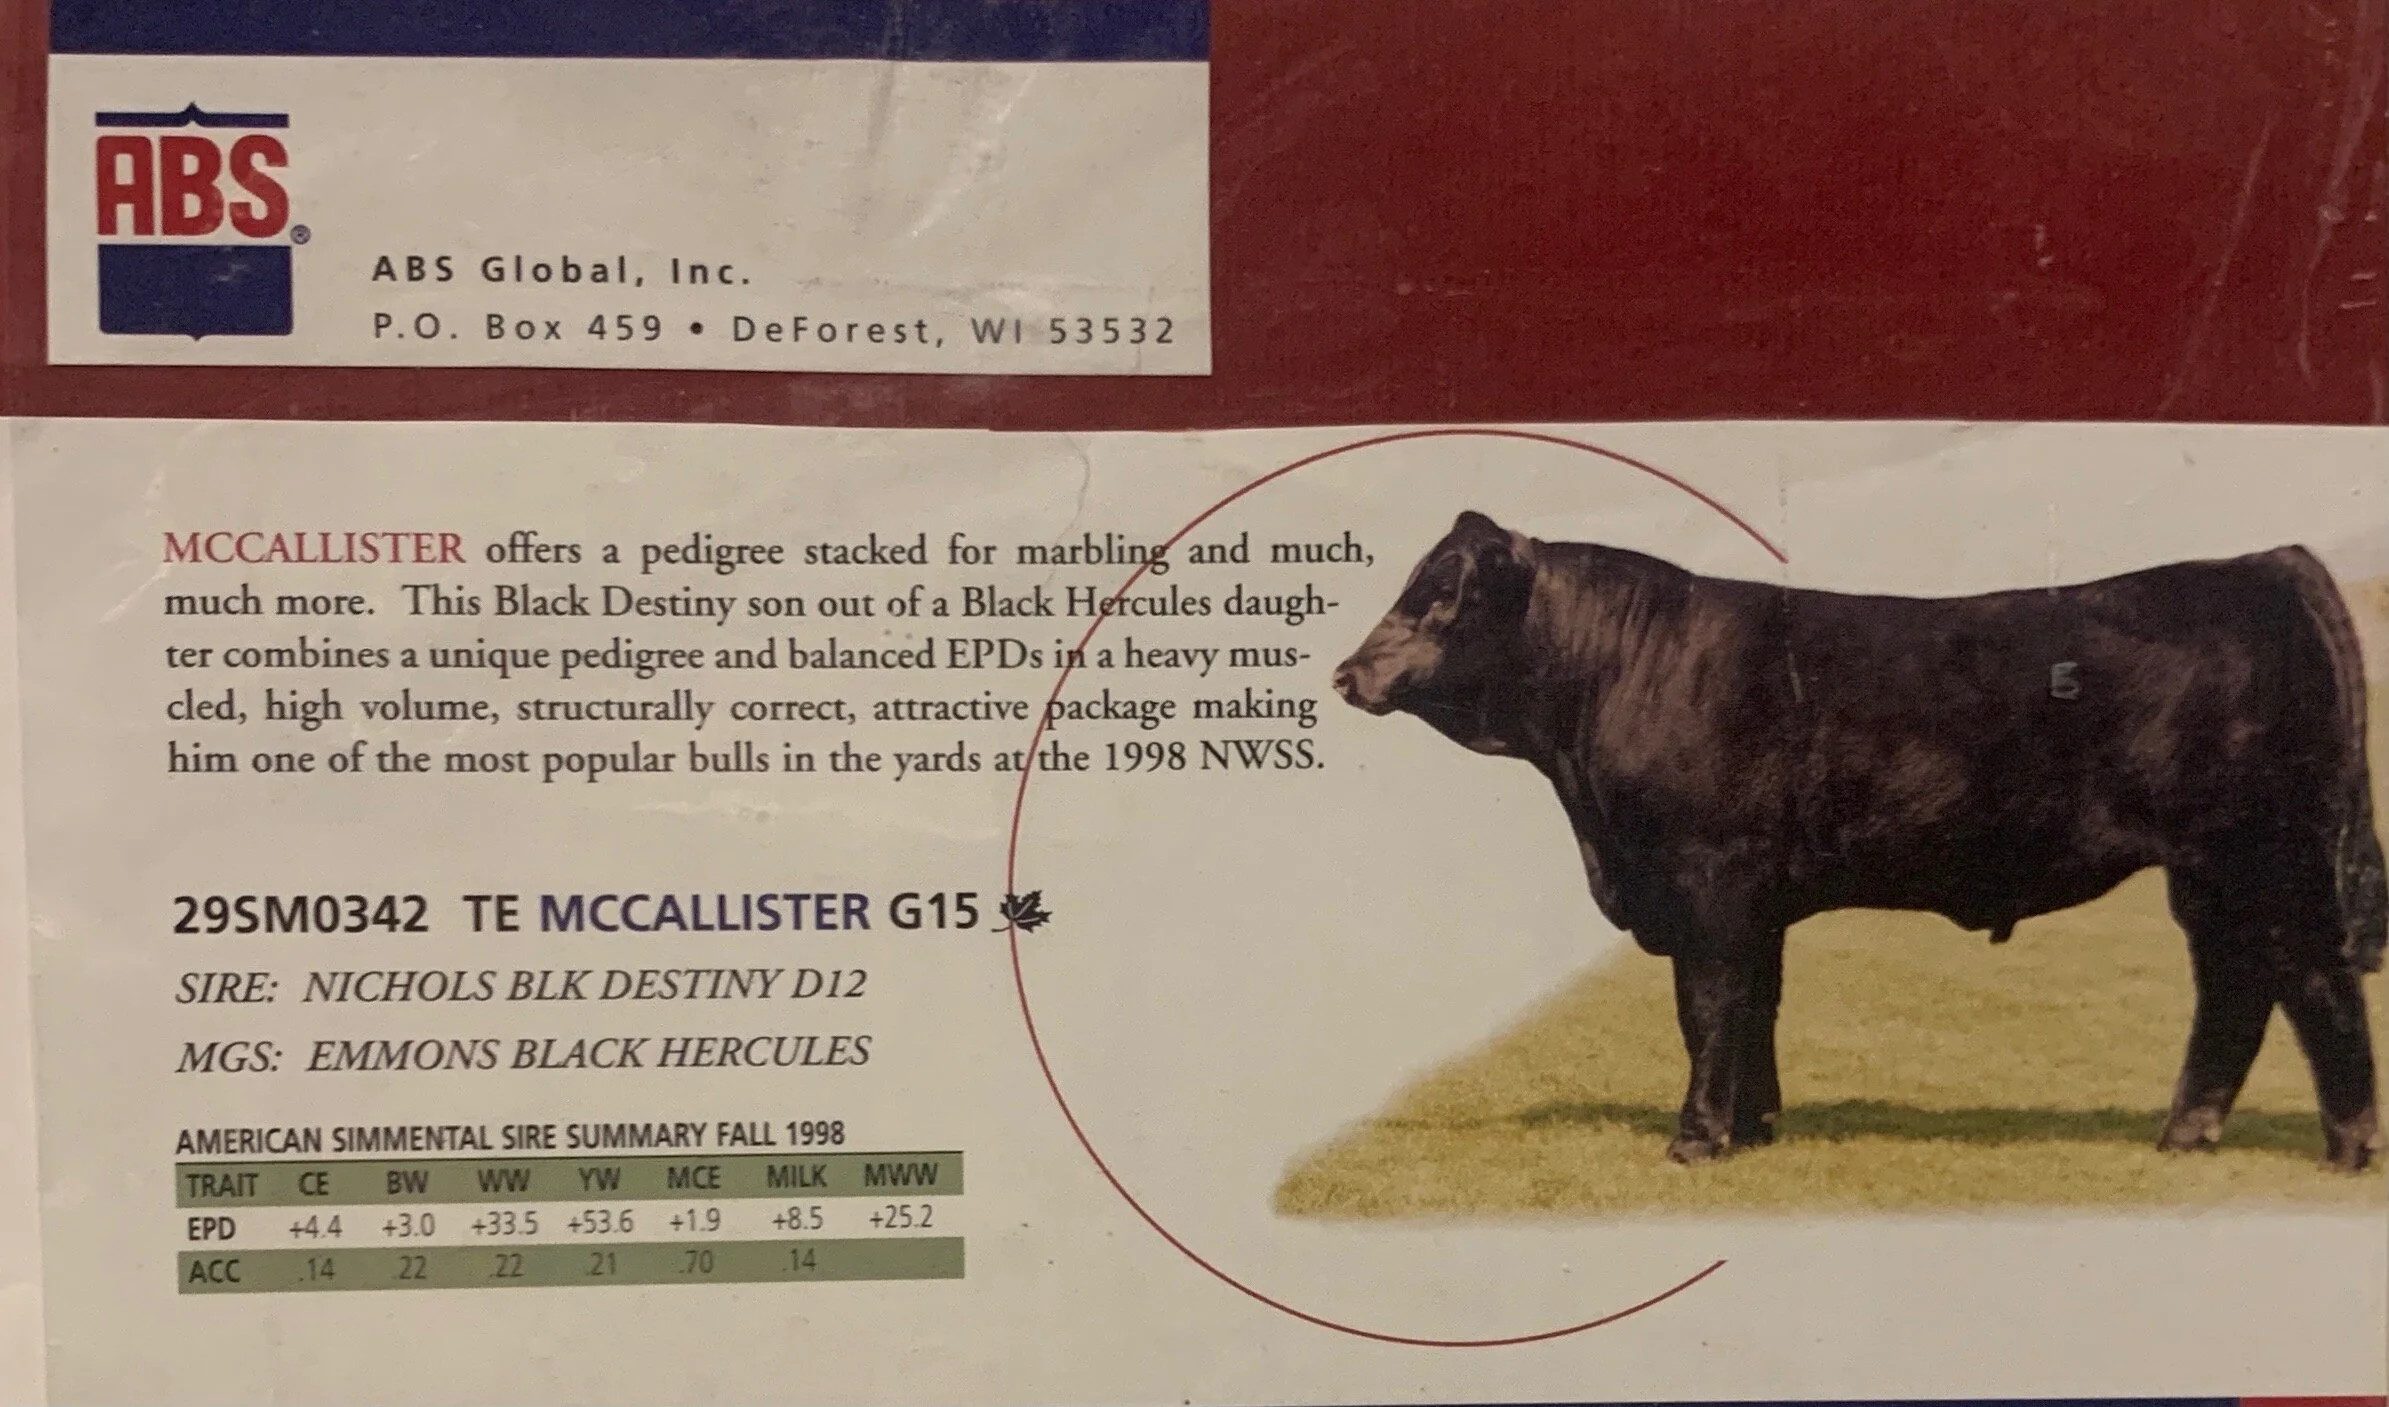 ABS®
ABS Global, Inc.
P.O. Box 459 • DeForest, WI 53532
MCCALLISTER offers a pedigree stacked for marbling and much,
much more. This Black Destiny son out of a Black Hercules daugh-
ter combines a unique pedigree and balanced EPDs in a heavy mus-
cled, high volume, structurally correct, attractive package making
him one of the most popular bulls in the yards at the 1998 NWSS.
29SM0342 TE MCCALLISTER G15
SIRE: NICHOLS BLK DESTINY D12
MGS: EMMONS BLACK HERCULES
AMERICAN SIMMENTAL SIRE SUMMARY FALL 1998
TRAIT CE BW WW YW MCE MILK MWW
EPD +4.4 +3.0 +33.5 +53.6 +1.9 +8.5 +25.2
ACC .14 .22 .22 .21 .70 .14